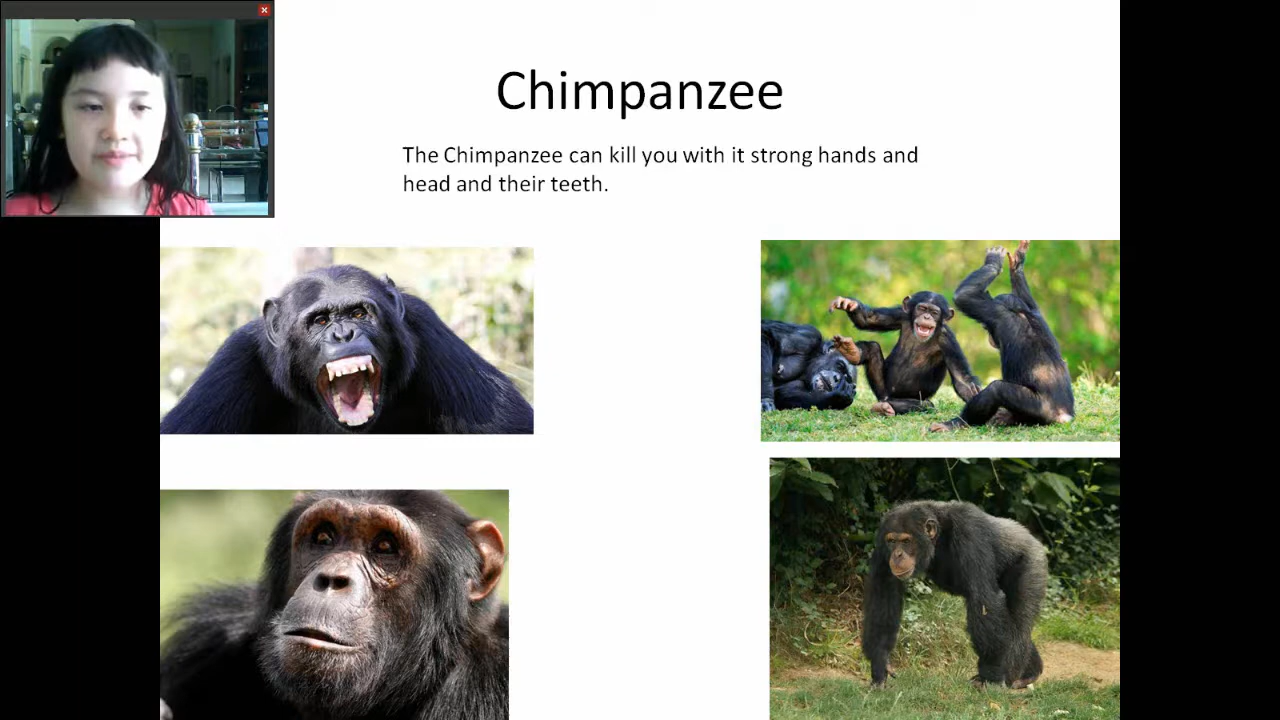 Chimpanzee
The Chimpanzee can kill you with it strong hands and
head and their teeth.